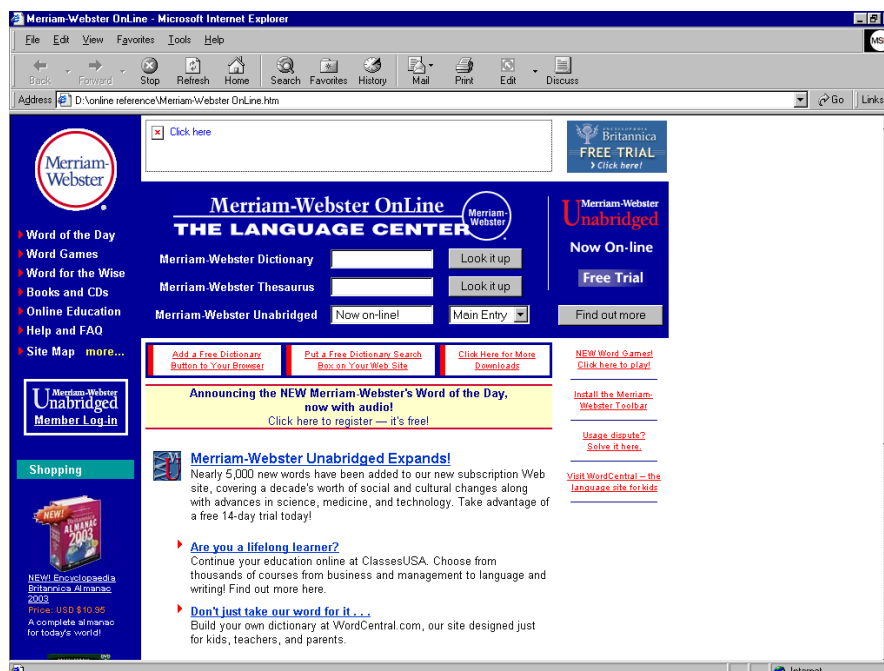 Merriam-Webster OnLine - Microsoft Internet Explorer
File Edit View Favorites Tools Help
Back Forward Stop Refresh Home Search Favorites History Mail Print Edit Discuss
Address D:\online reference\Merriam-Webster OnLine.htm Go Links
Merriam-
Webster
Word of the Day
Word Games
Word for the Wise
Books and CDs
Online Education
Help and FAQ
Site Map more...
Merriam-Webster
Unabridged
Member Log-in
Shopping
NEW!
ALMANAC
2003
NEW! Encyclopaedia
Britannica Almanac
2003
Price: USD $10.95
A complete almanac
for today's world!
Click here
ENCYCLOPÆDIA
Britannica
FREE TRIAL
Click here!
Merriam-Webster OnLine
THE LANGUAGE CENTER
Merriam-
Webster
Merriam-Webster Dictionary Look it up
Merriam-Webster Thesaurus Look it up
Merriam-Webster Unabridged Now on-line! Main Entry
Merriam-Webster
Unabridged
Now On-line
Free Trial
Find out more
Add a Free Dictionary
Button to Your Browser
Put a Free Dictionary Search
Box on Your Web Site
Click Here for More
Downloads
Announcing the NEW Merriam-Webster's Word of the Day,
now with audio!
Click here to register — it's free!
Merriam-Webster Unabridged Expands!
Nearly 5,000 new words have been added to our new subscription Web
site, covering a decade's worth of social and cultural changes along
with advances in science, medicine, and technology. Take advantage of
a free 14-day trial today!
Are you a lifelong learner?
Continue your education online at ClassesUSA. Choose from
thousands of courses from business and management to language and
writing! Find out more here.
Don't just take our word for it . . .
Build your own dictionary at WordCentral.com, our site designed just
for kids, teachers, and parents.
NEW Word Games!
Click here to play!
Install the Merriam-
Webster Toolbar
Usage dispute?
Solve it here.
Visit WordCentral – the
language site for kids
Internet